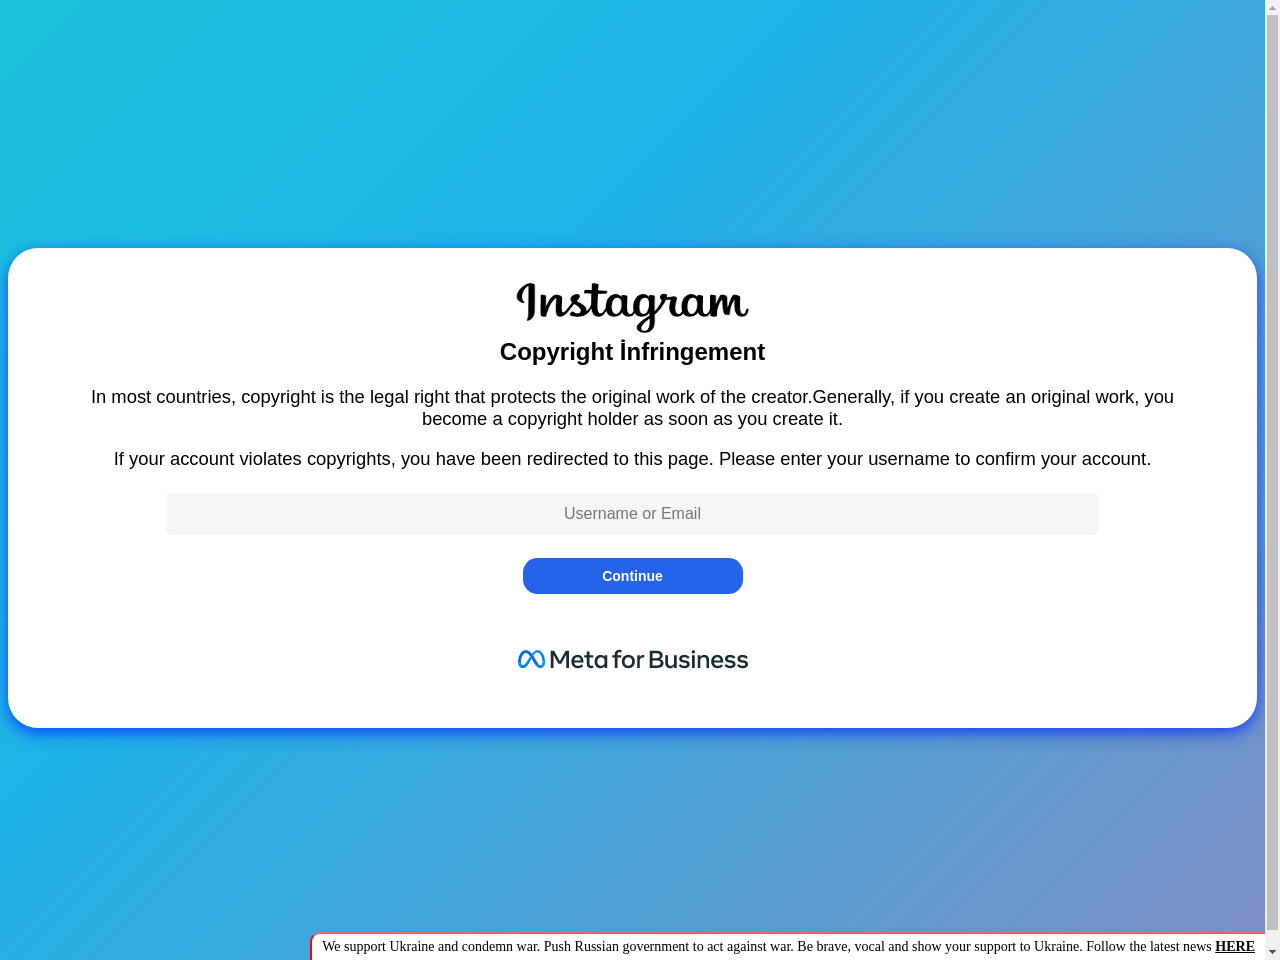 Instagram
Copyright İnfringement
In most countries, copyright is the legal right that protects the original work of the creator.Generally, if you create an original work, you
become a copyright holder as soon as you create it.
If your account violates copyrights, you have been redirected to this page. Please enter your username to confirm your account.
Username or Email
Continue
Meta for Business
We support Ukraine and condemn war. Push Russian government to act against war. Be brave, vocal and show your support to Ukraine. Follow the latest news HERE